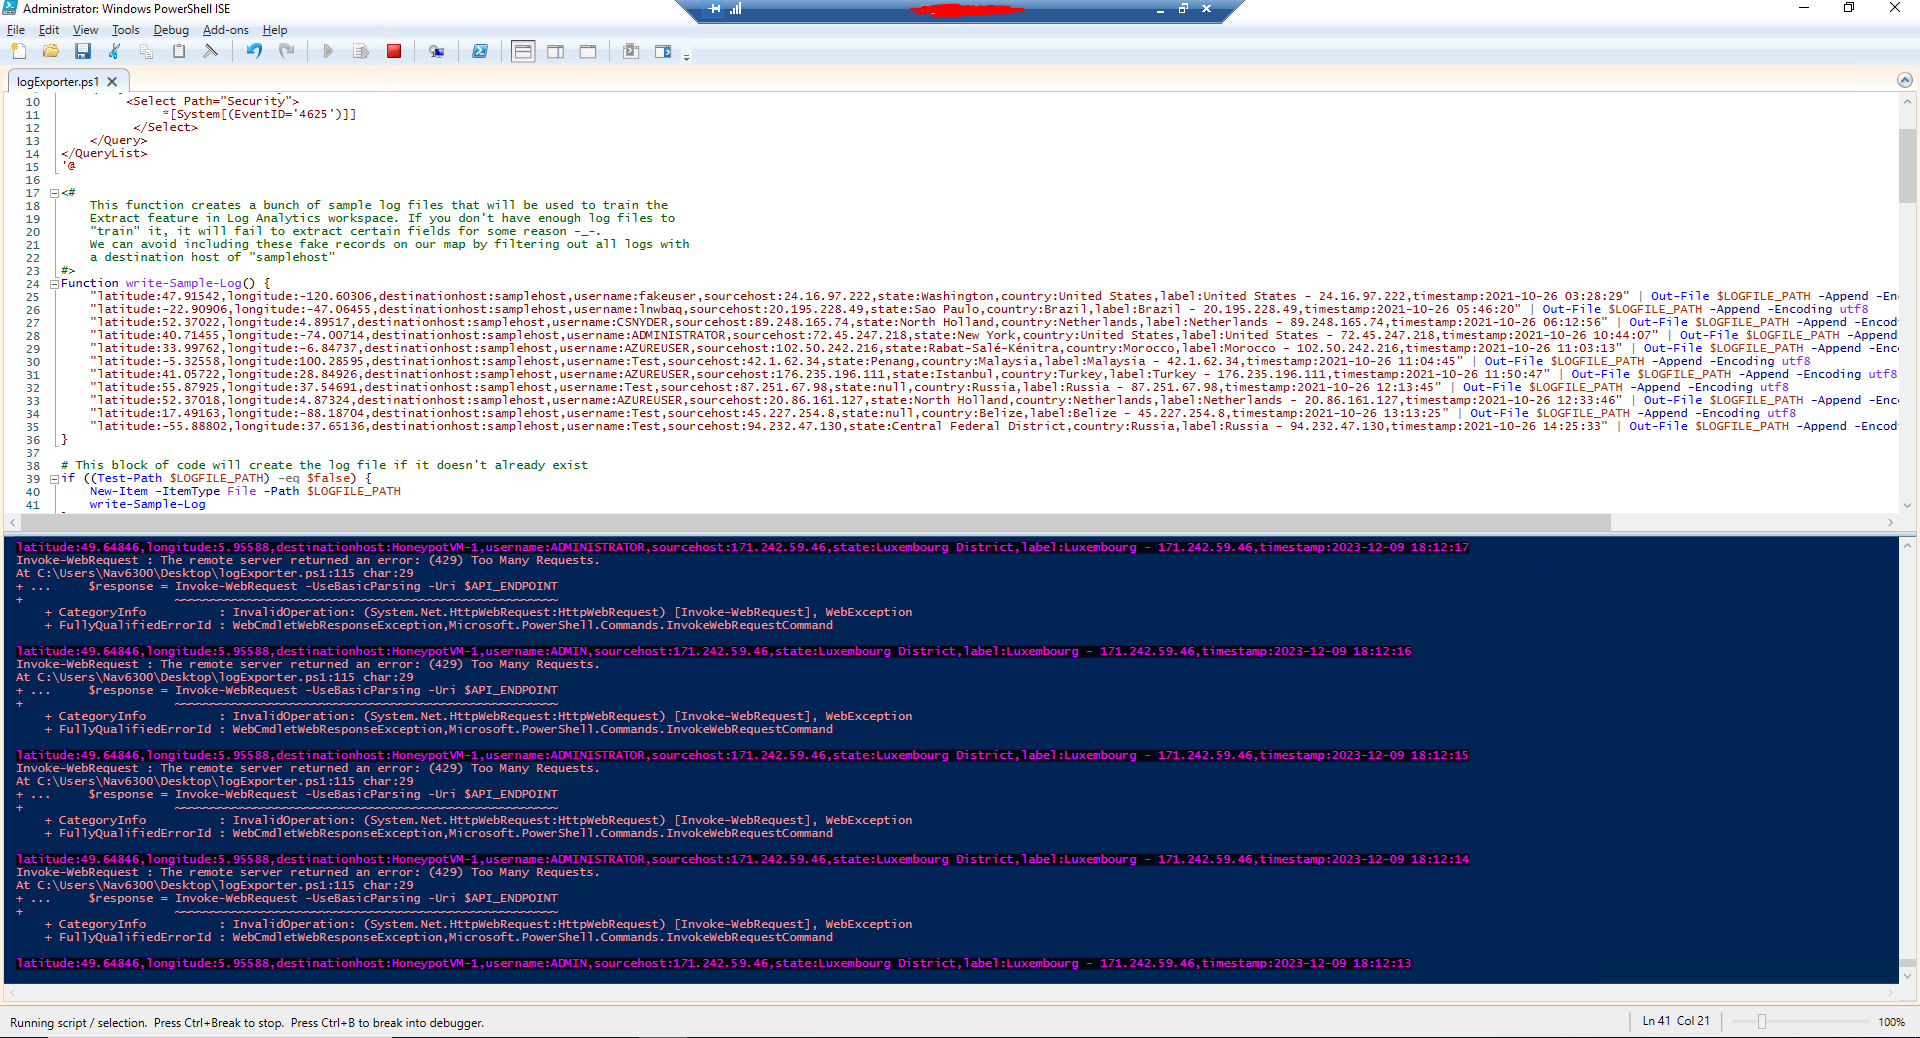 Administrator: Windows PowerShell ISE
File Edit View Tools Debug Add-ons Help
logExporter.ps1
10 <Select Path="Security">
11 *[System[(EventID='4625')]]
12 </Select>
13 </Query>
14 </QueryList>
15 '@
16
17 <#
18 This function creates a bunch of sample log files that will be used to train the
19 Extract feature in Log Analytics workspace. If you don't have enough log files to
20 "train" it, it will fail to extract certain fields for some reason -_-.
21 We can avoid including these fake records on our map by filtering out all logs with
22 a destination host of "samplehost"
23 #>
24 Function write-Sample-Log() {
25 "latitude:47.91542,longitude:-120.60306,destinationhost:samplehost,username:fakeuser,sourcehost:24.16.97.222,state:Washington,country:United States,label:United States - 24.16.97.222,timestamp:2021-10-26 03:28:29" | Out-File $LOGFILE_PATH -Append -En
26 "latitude:-22.90906,longitude:-47.06455,destinationhost:samplehost,username:lnwbaq,sourcehost:20.195.228.49,state:Sao Paulo,country:Brazil,label:Brazil - 20.195.228.49,timestamp:2021-10-26 05:46:20" | Out-File $LOGFILE_PATH -Append -Encoding utf8
27 "latitude:52.37022,longitude:4.89517,destinationhost:samplehost,username:CSNYDER,sourcehost:89.248.165.74,state:North Holland,country:Netherlands,label:Netherlands - 89.248.165.74,timestamp:2021-10-26 06:12:56" | Out-File $LOGFILE_PATH -Append -Encod
28 "latitude:40.71455,longitude:-74.00714,destinationhost:samplehost,username:ADMINISTRATOR,sourcehost:72.45.247.218,state:New York,country:United States,label:United States - 72.45.247.218,timestamp:2021-10-26 10:44:07" | Out-File $LOGFILE_PATH -Append
29 "latitude:33.99762,longitude:-6.84737,destinationhost:samplehost,username:AZUREUSER,sourcehost:102.50.242.216,state:Rabat-Salé-Kénitra,country:Morocco,label:Morocco - 102.50.242.216,timestamp:2021-10-26 11:03:13" | Out-File $LOGFILE_PATH -Append -Enc
30 "latitude:-5.32558,longitude:100.28595,destinationhost:samplehost,username:Test,sourcehost:42.1.62.34,state:Penang,country:Malaysia,label:Malaysia - 42.1.62.34,timestamp:2021-10-26 11:04:45" | Out-File $LOGFILE_PATH -Append -Encoding utf8
31 "latitude:41.05722,longitude:28.84926,destinationhost:samplehost,username:AZUREUSER,sourcehost:176.235.196.111,state:Istanbul,country:Turkey,label:Turkey - 176.235.196.111,timestamp:2021-10-26 11:50:47" | Out-File $LOGFILE_PATH -Append -Encoding utf8
32 "latitude:55.87925,longitude:37.54691,destinationhost:samplehost,username:Test,sourcehost:87.251.67.98,state:null,country:Russia,label:Russia - 87.251.67.98,timestamp:2021-10-26 12:13:45" | Out-File $LOGFILE_PATH -Append -Encoding utf8
33 "latitude:52.37018,longitude:4.87324,destinationhost:samplehost,username:AZUREUSER,sourcehost:20.86.161.127,state:North Holland,country:Netherlands,label:Netherlands - 20.86.161.127,timestamp:2021-10-26 12:33:46" | Out-File $LOGFILE_PATH -Append -Enc
34 "latitude:17.49163,longitude:-88.18704,destinationhost:samplehost,username:Test,sourcehost:45.227.254.8,state:null,country:Belize,label:Belize - 45.227.254.8,timestamp:2021-10-26 13:13:25" | Out-File $LOGFILE_PATH -Append -Encoding utf8
35 "latitude:-55.88802,longitude:37.65136,destinationhost:samplehost,username:Test,sourcehost:94.232.47.130,state:Central Federal District,country:Russia,label:Russia - 94.232.47.130,timestamp:2021-10-26 14:25:33" | Out-File $LOGFILE_PATH -Append -Encod
36 }
37
38 # This block of code will create the log file if it doesn't already exist
39 if ((Test-Path $LOGFILE_PATH) -eq $false) {
40 New-Item -ItemType File -Path $LOGFILE_PATH
41 write-Sample-Log
latitude:49.64846,longitude:5.95588,destinationhost:HoneypotVM-1,username:ADMINISTRATOR,sourcehost:171.242.59.46,state:Luxembourg District,label:Luxembourg - 171.242.59.46,timestamp:2023-12-09 18:12:17
Invoke-WebRequest : The remote server returned an error: (429) Too Many Requests.
At C:\Users\Nav6300\Desktop\logExporter.ps1:115 char:29
+ ... $response = Invoke-WebRequest -UseBasicParsing -Uri $API_ENDPOINT
+ ~~~~~~~~~~~~~~~~~~~~~~~~~~~~~~~~~~~~~~~~~~~~~~~~~~~~~
+ CategoryInfo : InvalidOperation: (System.Net.HttpWebRequest:HttpWebRequest) [Invoke-WebRequest], WebException
+ FullyQualifiedErrorId : WebCmdletWebResponseException,Microsoft.PowerShell.Commands.InvokeWebRequestCommand
latitude:49.64846,longitude:5.95588,destinationhost:HoneypotVM-1,username:ADMIN,sourcehost:171.242.59.46,state:Luxembourg District,label:Luxembourg - 171.242.59.46,timestamp:2023-12-09 18:12:16
Invoke-WebRequest : The remote server returned an error: (429) Too Many Requests.
At C:\Users\Nav6300\Desktop\logExporter.ps1:115 char:29
+ ... $response = Invoke-WebRequest -UseBasicParsing -Uri $API_ENDPOINT
+ ~~~~~~~~~~~~~~~~~~~~~~~~~~~~~~~~~~~~~~~~~~~~~~~~~~~~~
+ CategoryInfo : InvalidOperation: (System.Net.HttpWebRequest:HttpWebRequest) [Invoke-WebRequest], WebException
+ FullyQualifiedErrorId : WebCmdletWebResponseException,Microsoft.PowerShell.Commands.InvokeWebRequestCommand
latitude:49.64846,longitude:5.95588,destinationhost:HoneypotVM-1,username:ADMINISTRATOR,sourcehost:171.242.59.46,state:Luxembourg District,label:Luxembourg - 171.242.59.46,timestamp:2023-12-09 18:12:15
Invoke-WebRequest : The remote server returned an error: (429) Too Many Requests.
At C:\Users\Nav6300\Desktop\logExporter.ps1:115 char:29
+ ... $response = Invoke-WebRequest -UseBasicParsing -Uri $API_ENDPOINT
+ ~~~~~~~~~~~~~~~~~~~~~~~~~~~~~~~~~~~~~~~~~~~~~~~~~~~~~
+ CategoryInfo : InvalidOperation: (System.Net.HttpWebRequest:HttpWebRequest) [Invoke-WebRequest], WebException
+ FullyQualifiedErrorId : WebCmdletWebResponseException,Microsoft.PowerShell.Commands.InvokeWebRequestCommand
latitude:49.64846,longitude:5.95588,destinationhost:HoneypotVM-1,username:ADMINISTRATOR,sourcehost:171.242.59.46,state:Luxembourg District,label:Luxembourg - 171.242.59.46,timestamp:2023-12-09 18:12:14
Invoke-WebRequest : The remote server returned an error: (429) Too Many Requests.
At C:\Users\Nav6300\Desktop\logExporter.ps1:115 char:29
+ ... $response = Invoke-WebRequest -UseBasicParsing -Uri $API_ENDPOINT
+ ~~~~~~~~~~~~~~~~~~~~~~~~~~~~~~~~~~~~~~~~~~~~~~~~~~~~~
+ CategoryInfo : InvalidOperation: (System.Net.HttpWebRequest:HttpWebRequest) [Invoke-WebRequest], WebException
+ FullyQualifiedErrorId : WebCmdletWebResponseException,Microsoft.PowerShell.Commands.InvokeWebRequestCommand
latitude:49.64846,longitude:5.95588,destinationhost:HoneypotVM-1,username:ADMIN,sourcehost:171.242.59.46,state:Luxembourg District,label:Luxembourg - 171.242.59.46,timestamp:2023-12-09 18:12:13
Running script / selection. Press Ctrl+Break to stop. Press Ctrl+B to break into debugger.
Ln 41 Col 21
100%